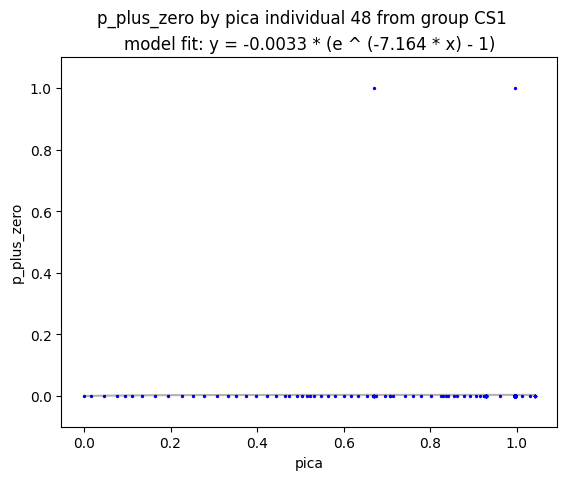 p_plus_zero by pica individual 48 from group CS1
model fit: y = -0.0033 * (e ^ (-7.164 * x) - 1)
1.0
0.8
0.6
0.4
0.2
0.0
p_plus_zero
0.0 0.2 0.4 0.6 0.8 1.0
pica